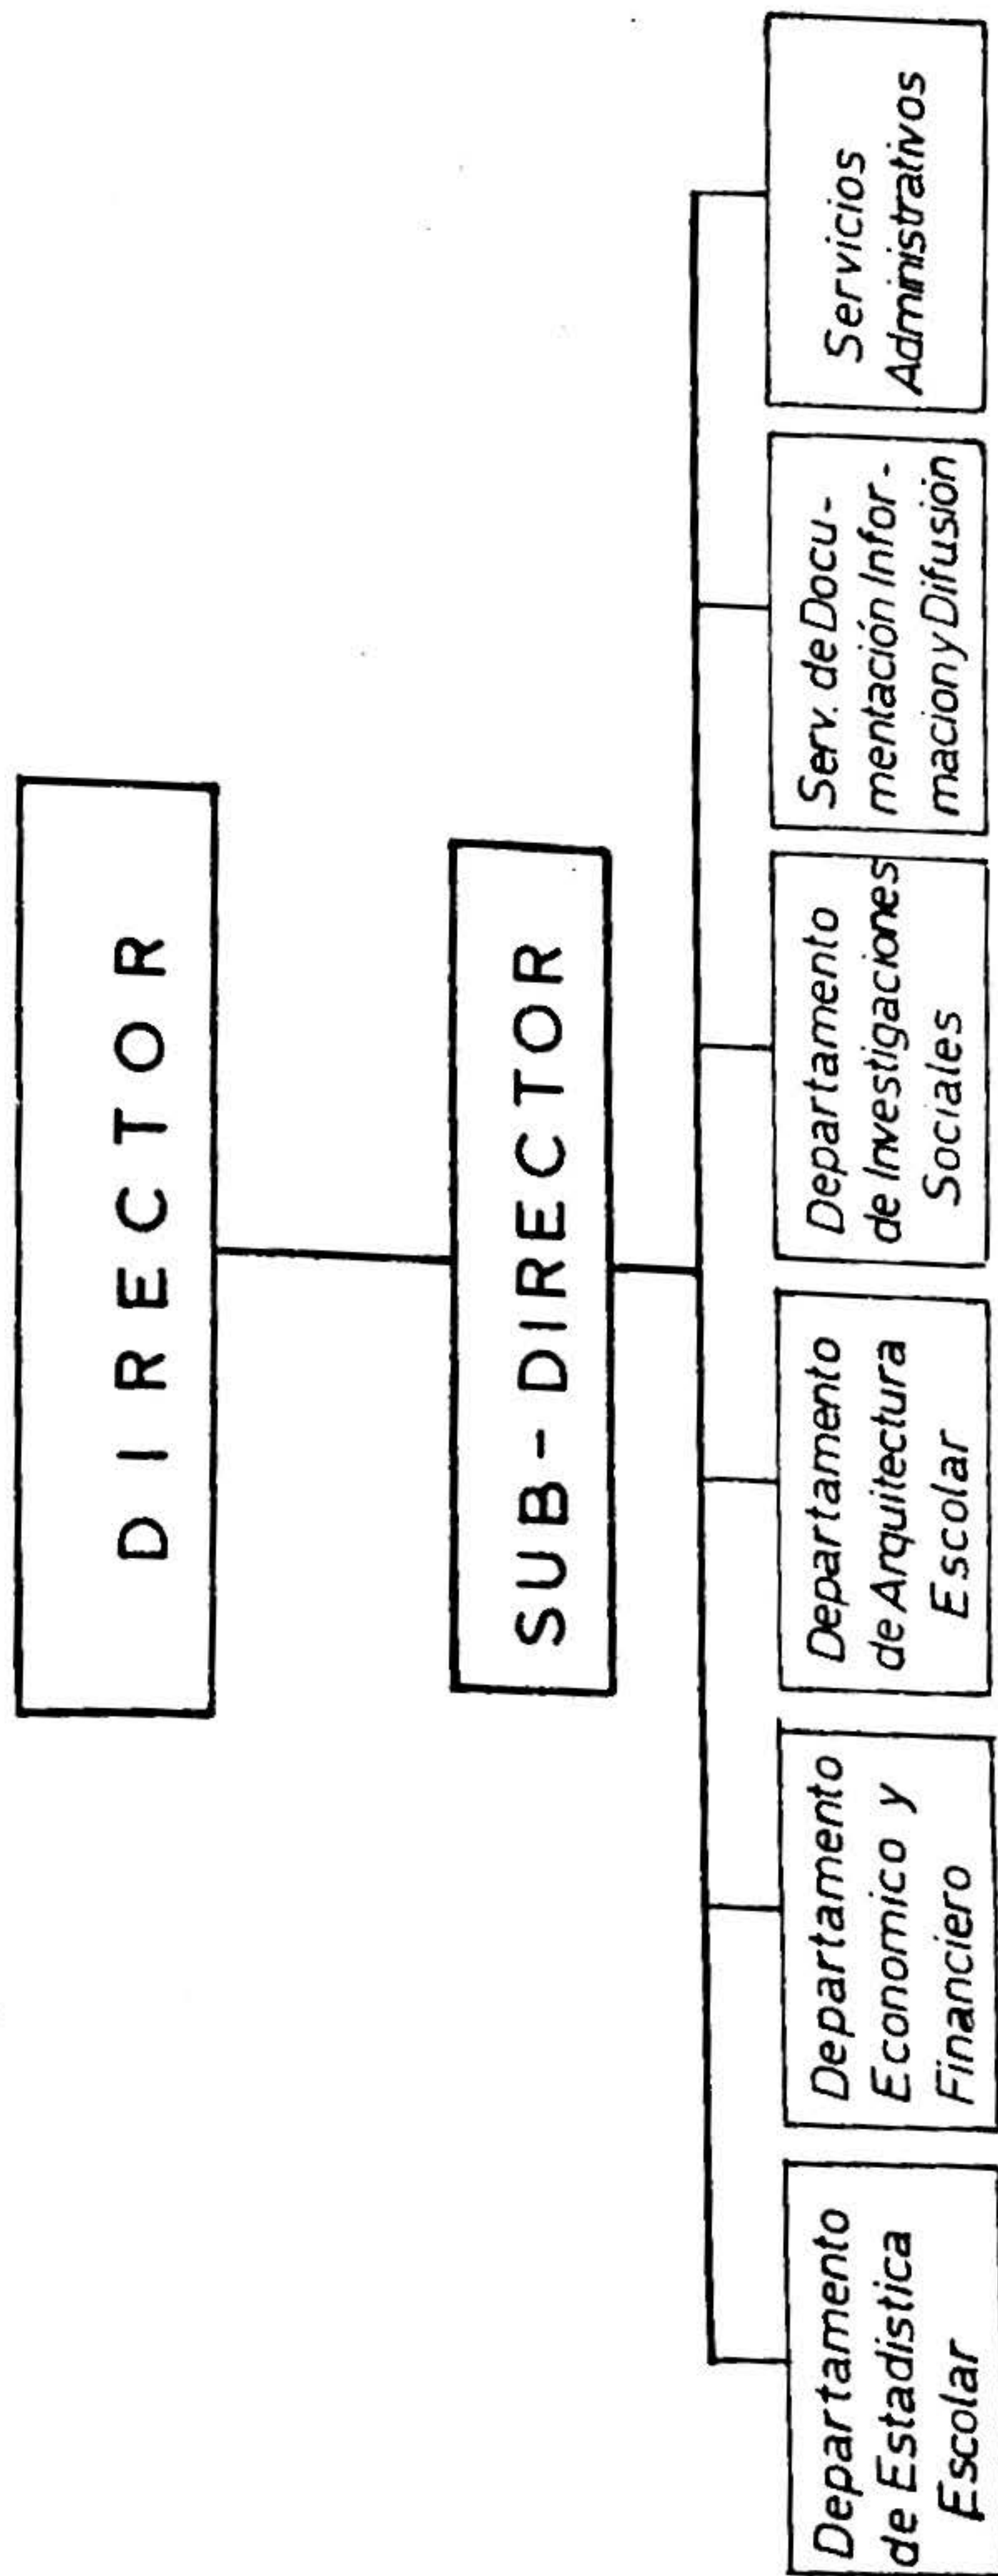 DIRECTOR
SUB-DIRECTOR
Departamento
de Estadistica
Escolar
Departamento
Economico y
Financiero
Departamento
de Arquitectura
Escolar
Departamento
de Investigaciones
Sociales
Serv. de Docu-
mentación Infor-
macion y Difusión
Servicios
Administrativos